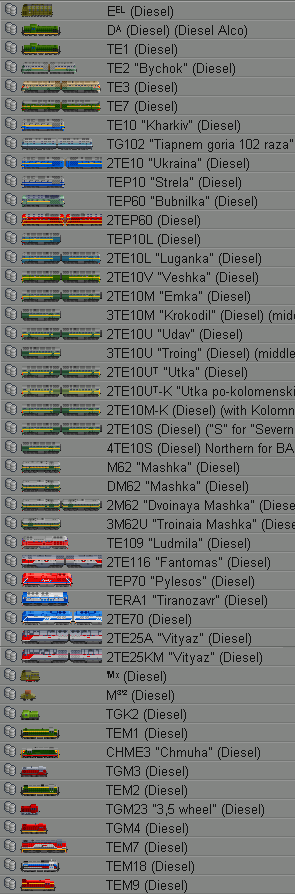 Eᴱᴸ (Diesel)
Dᴬ (Diesel) (Diesel Alco)
TE1 (Diesel)
TE2 "Bychok" (Diesel)
TE3 (Diesel)
TE7 (Diesel)
TE10 "Kharkiv" (Diesel)
TG102 "Tiapnem goria 102 raza"
2TE10 "Ukraina" (Diesel)
TEP10 "Strela" (Diesel)
TEP60 "Bubnilka" (Diesel)
2TEP60 (Diesel)
TEP10L (Diesel)
2TE10L "Luganka" (Diesel)
2TE10V "Veshka" (Diesel)
2TE10M "Emka" (Diesel)
3TE10M "Krokodil" (Diesel) (midd
2TE10U "Udav" (Diesel)
3TE10U "Troing" (Diesel) (middle
2TE10Uᵀ "Utka" (Diesel)
2TE10UT-K "Utka po-kolomenski
2TE10M-K (Diesel) (with Kolomn
2TE10S (Diesel) ("S" for "Severn
4TE10S (Diesel) Northern for BA
M62 "Mashka" (Diesel)
DM62 "Mashka" (Diesel)
2M62 "Dvoinaya Mashka" (Diese
3M62U "Troinaia Mashka" (Diese
TE109 "Ludmila" (Diesel)
2TE116 "Fantomas" (Diesel)
TEP70 "Pylesos" (Diesel)
TERA1 "Tiranozavr" (Diesel)
2TE70 (Diesel)
2TE25A "Vityaz" (Diesel)
2TE25KM "Vityaz" (Diesel)
(Diesel)
(Diesel)
TGK2 (Diesel)
TEM1 (Diesel)
CHME3 "Chmuha" (Diesel)
TGM3 (Diesel)
TEM2 (Diesel)
TGM23 "3,5 wheel" (Diesel)
TGM4 (Diesel)
TEM7 (Diesel)
TEM18 (Diesel)
TEM9 (Diesel)